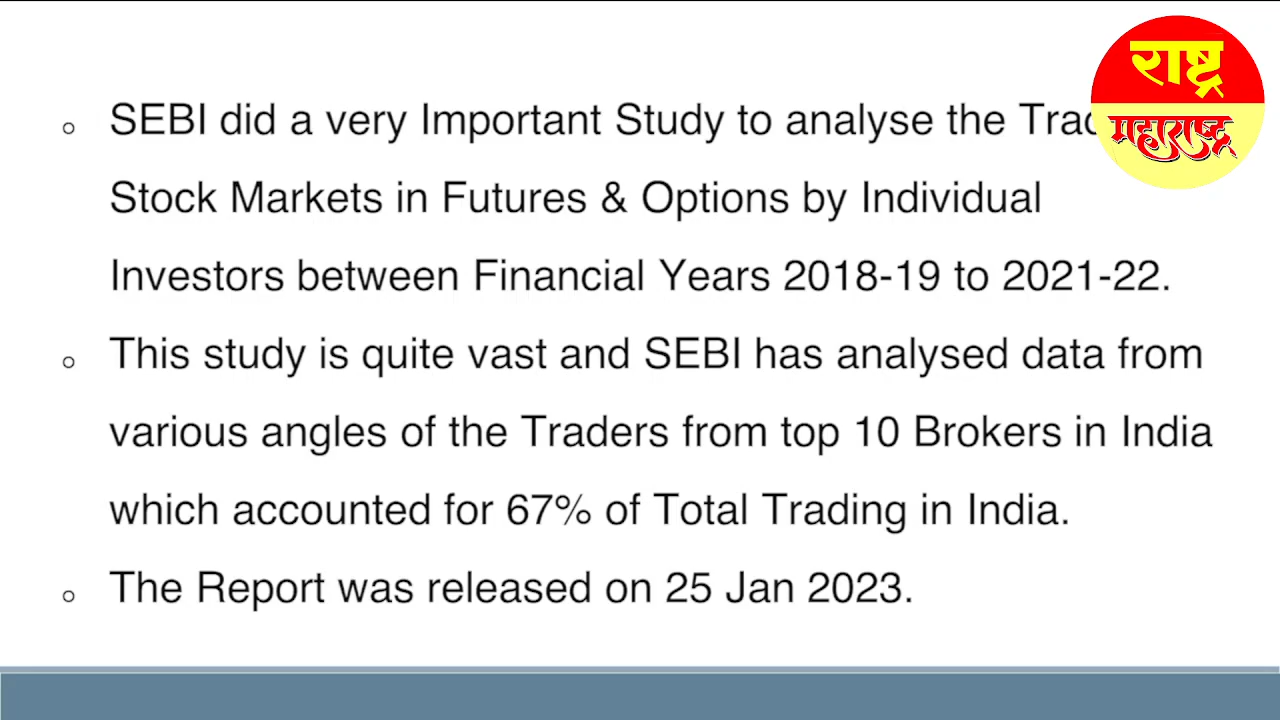 राष्ट्र
महाराष्ट्र
SEBI did a very Important Study to analyse the
Stock Markets in Futures & Options by Individual
Investors between Financial Years 2018-19 to 2021-22.
This study is quite vast and SEBI has analysed data from
various angles of the Traders from top 10 Brokers in India
which accounted for 67% of Total Trading in India.
The Report was released on 25 Jan 2023.